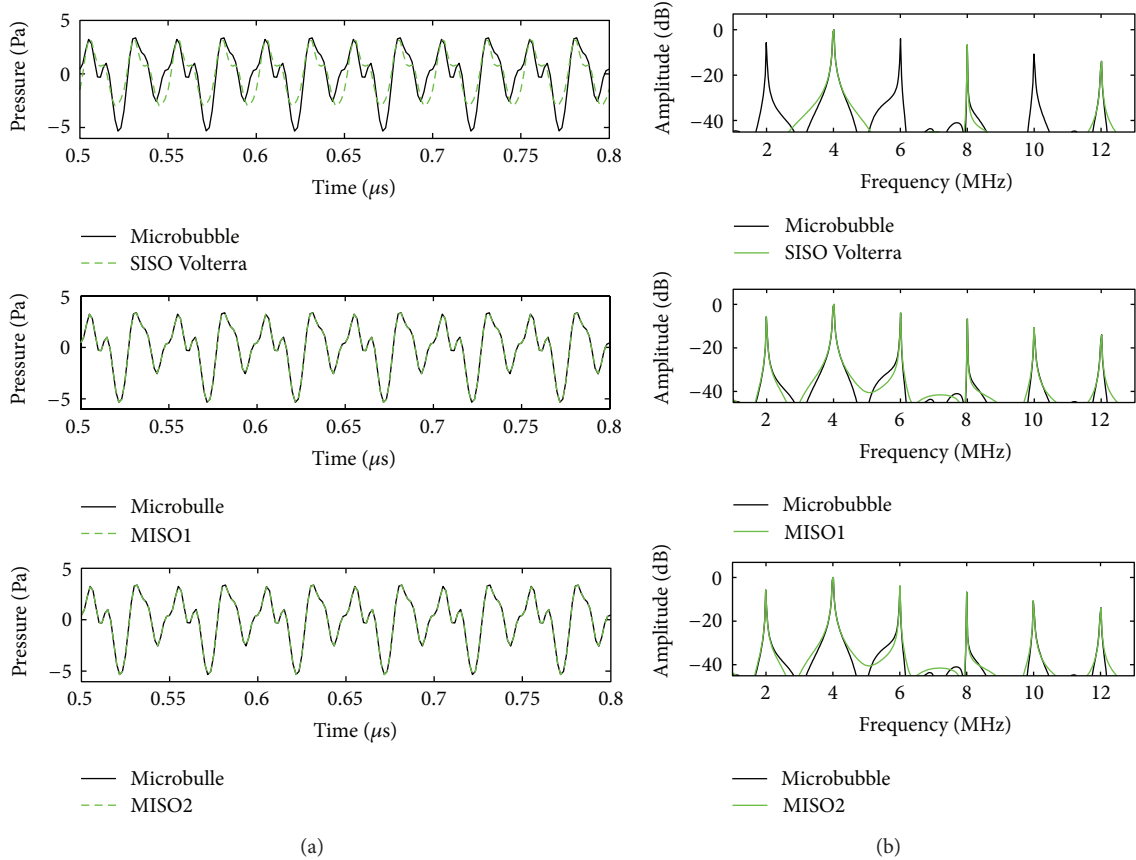 5
0
−5
Pressure (Pa)
0.5 0.55 0.6 0.65 0.7 0.75 0.8
Time (μs)
Microbubble
SISO Volterra
0
−20
−40
Amplitude (dB)
2 4 6 8 10 12
Frequency (MHz)
Microbubble
SISO Volterra
5
0
−5
Pressure (Pa)
0.5 0.55 0.6 0.65 0.7 0.75 0.8
Time (μs)
Microbulle
MISO1
0
−20
−40
Amplitude (dB)
2 4 6 8 10 12
Frequency (MHz)
Microbubble
MISO1
5
0
−5
Pressure (Pa)
0.5 0.55 0.6 0.65 0.7 0.75 0.8
Time (μs)
Microbulle
MISO2
(a)
0
−20
−40
Amplitude (dB)
2 4 6 8 10 12
Frequency (MHz)
Microbubble
MISO2
(b)